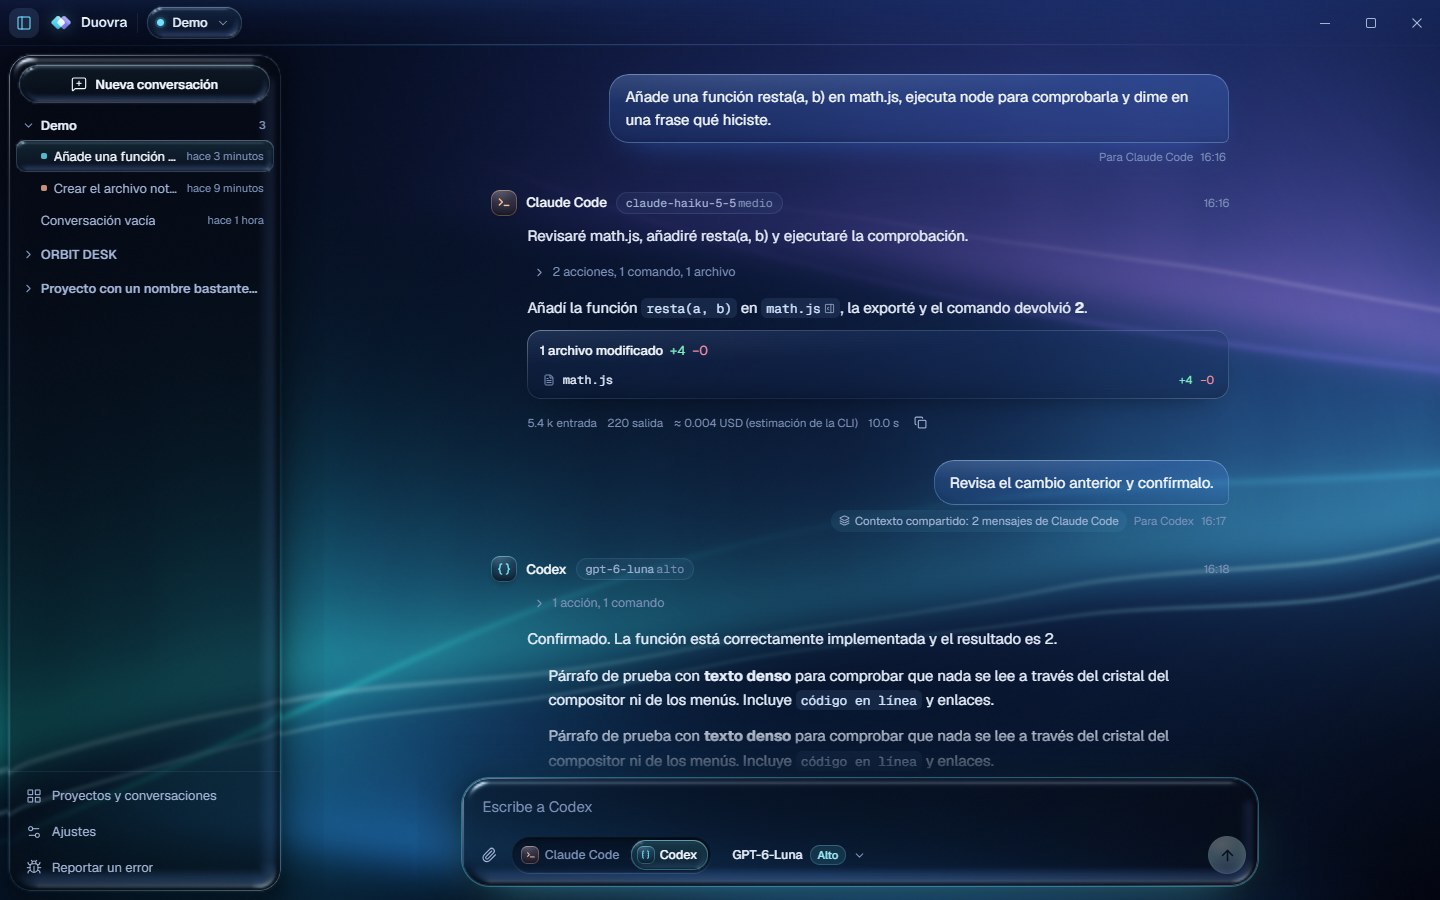 Duovra
Demo
Nueva conversación
Demo 3
Añade una función ... hace 3 minutos
Crear el archivo not... hace 9 minutos
Conversación vacía hace 1 hora
ORBIT DESK
Proyecto con un nombre bastante...
Proyectos y conversaciones
Ajustes
Reportar un error
Añade una función resta(a, b) en math.js, ejecuta node para comprobarla y dime en
una frase qué hiciste.
Para Claude Code 16:16
Claude Code claude-haiku-5-5 medio 16:16
Revisaré math.js, añadiré resta(a, b) y ejecutaré la comprobación.
2 acciones, 1 comando, 1 archivo
Añadí la función resta(a, b) en math.js , la exporté y el comando devolvió 2.
1 archivo modificado +4 −0
math.js +4 −0
5.4 k entrada 220 salida ≈ 0.004 USD (estimación de la CLI) 10.0 s
Revisa el cambio anterior y confírmalo.
Contexto compartido: 2 mensajes de Claude Code Para Codex 16:17
Codex gpt-6-luna alto 16:18
1 acción, 1 comando
Confirmado. La función está correctamente implementada y el resultado es 2.
Párrafo de prueba con texto denso para comprobar que nada se lee a través del cristal del
compositor ni de los menús. Incluye código en línea y enlaces.
Párrafo de prueba con texto denso para comprobar que nada se lee a través del cristal del
compositor ni de los menús. Incluye código en línea y enlaces.
Escribe a Codex
Claude Code Codex GPT-6-Luna Alto